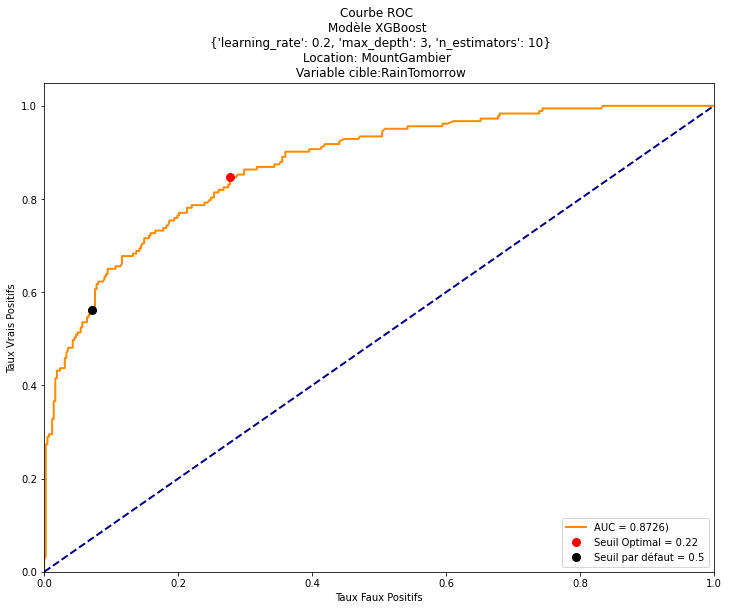 Courbe ROC
Modèle XGBoost
{'learning_rate': 0.2, 'max_depth': 3, 'n_estimators': 10}
Location: MountGambier
Variable cible:RainTomorrow
Taux Vrais Positifs
1.0
0.8
0.6
0.4
0.2
0.0
0.0
0.2
0.4
0.6
0.8
1.0
Taux Faux Positifs
AUC = 0.8726)
Seuil Optimal = 0.22
Seuil par défaut = 0.5